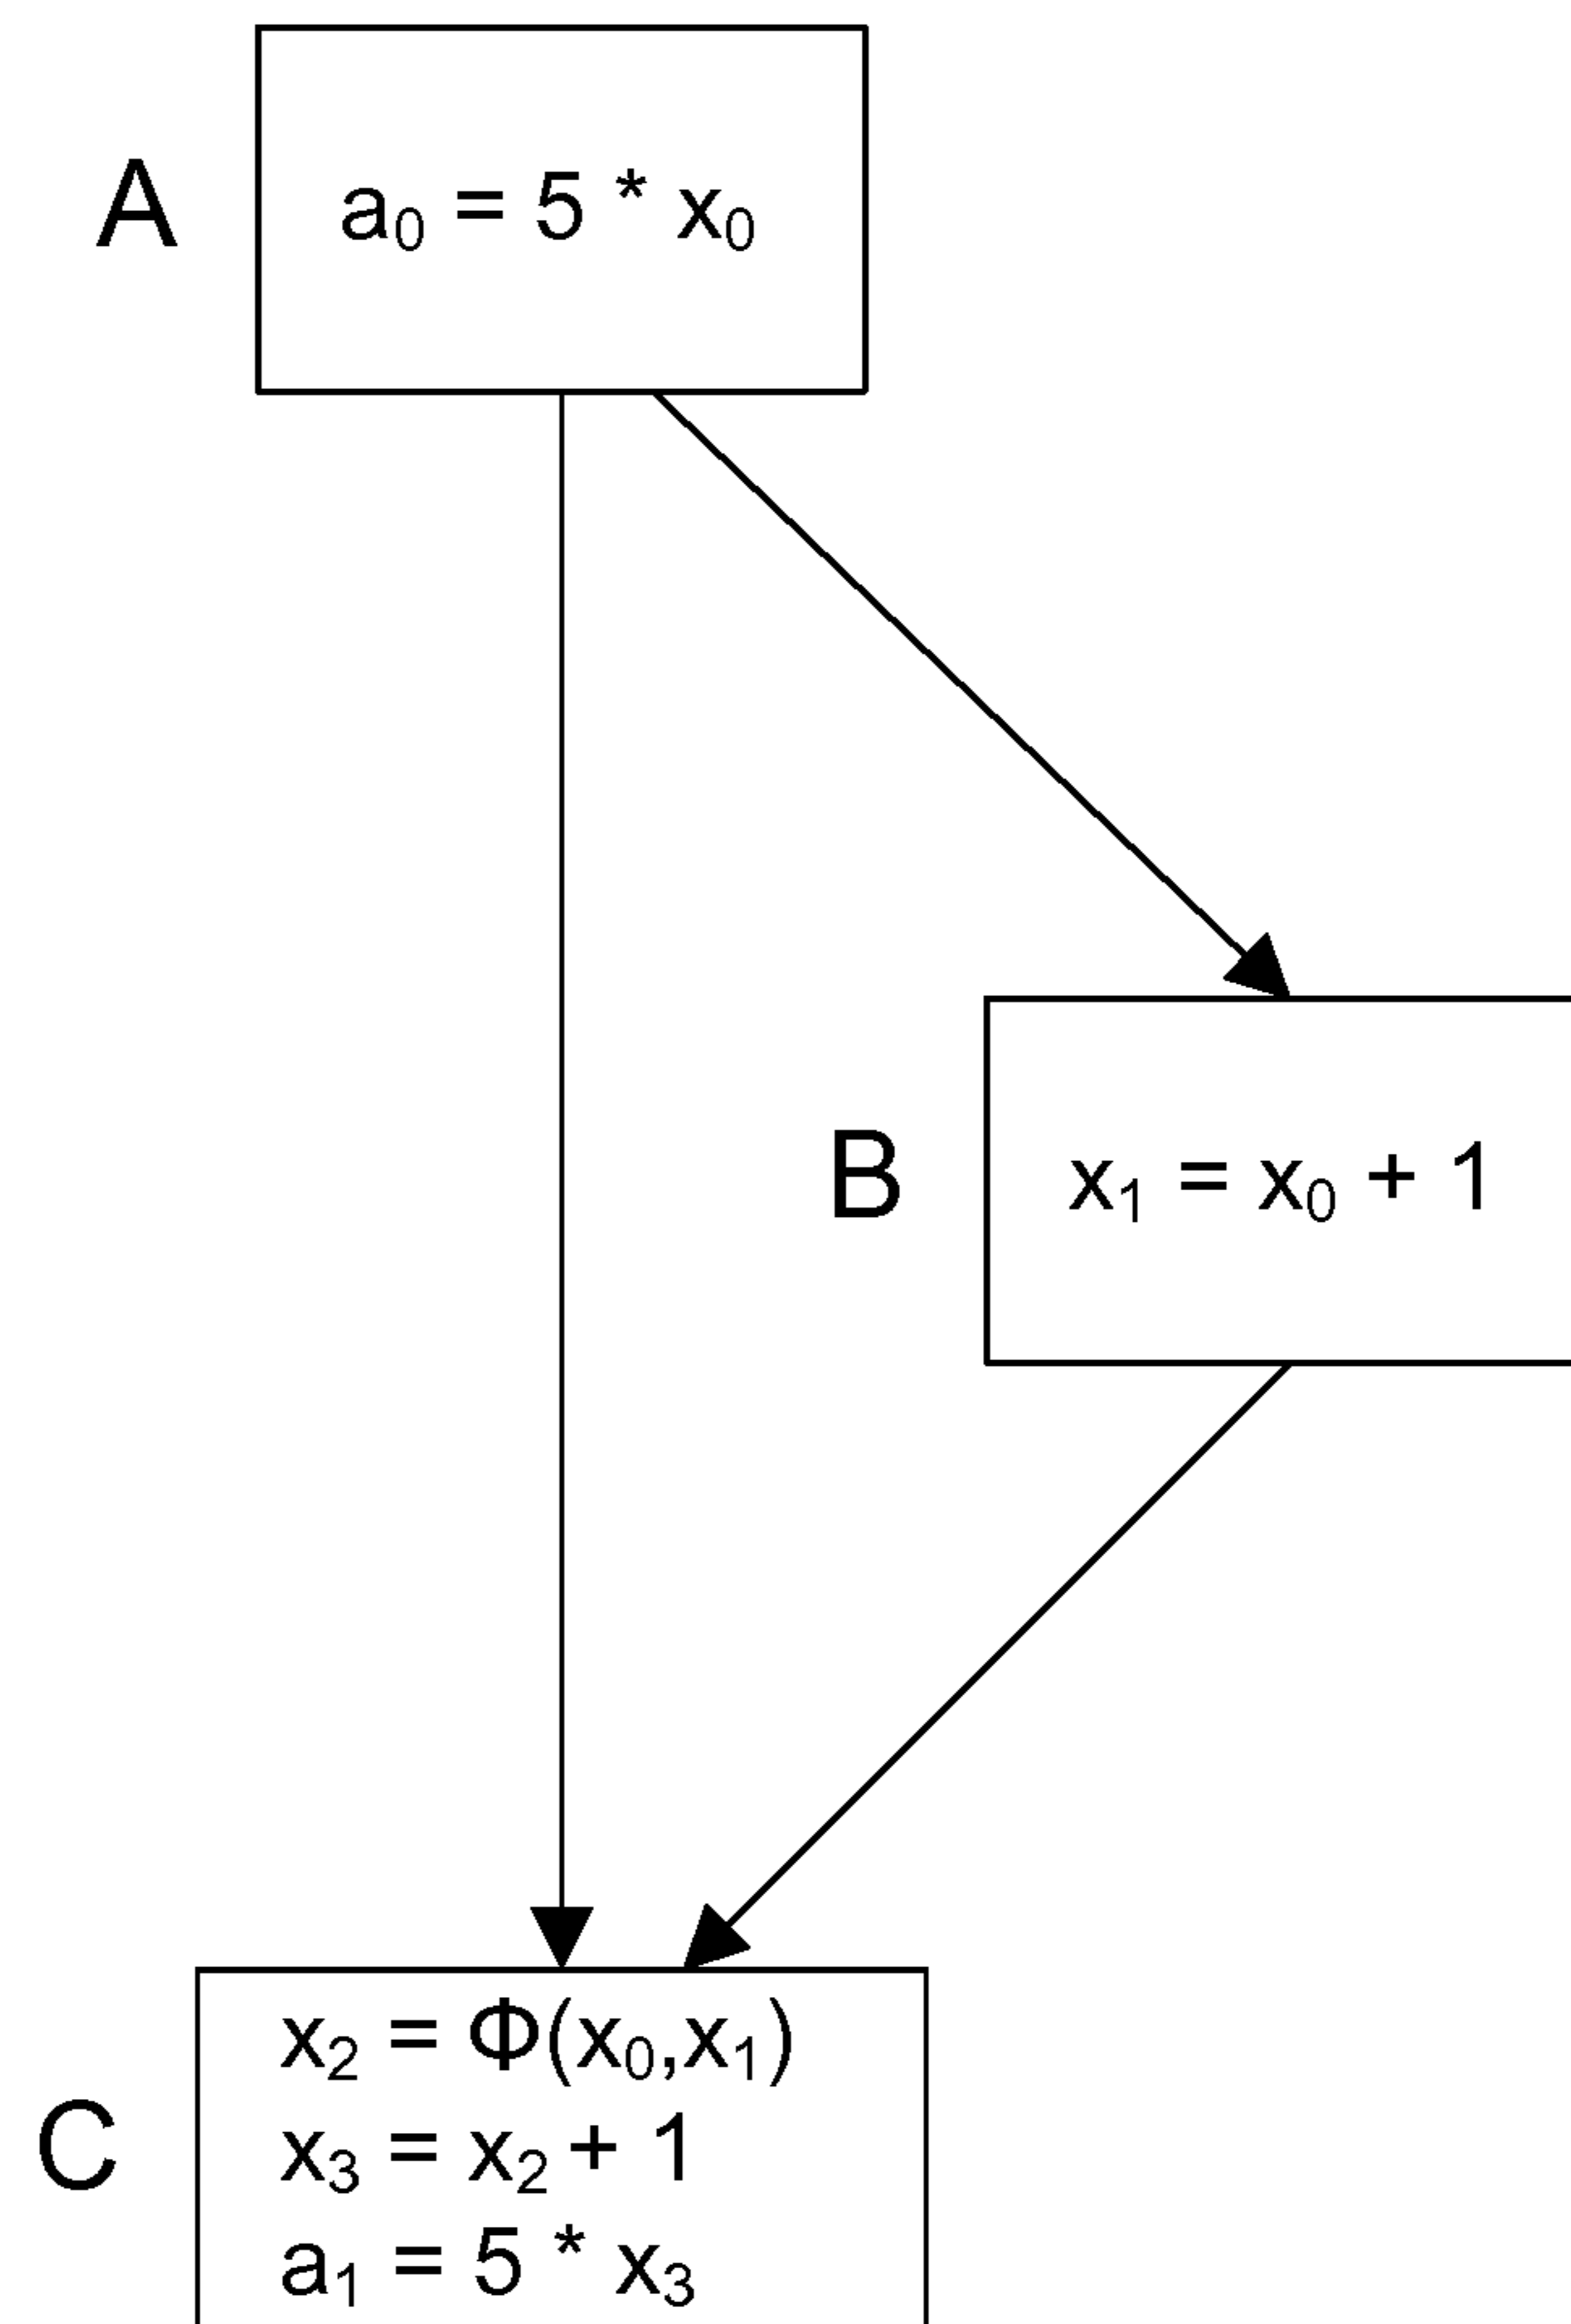 A
a₀ = 5 * x₀
B
x₁ = x₀ + 1
C
x₂ = Φ(x₀,x₁)
x₃ = x₂ + 1
a₁ = 5 * x₃